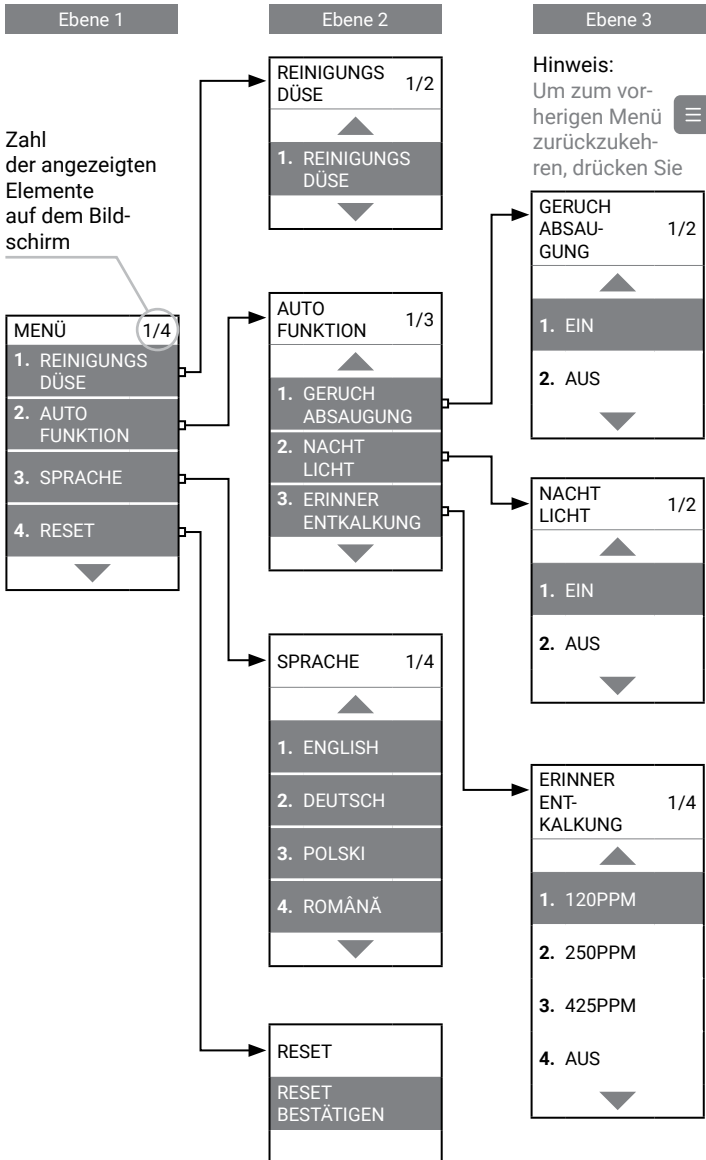 Ebene 1
Ebene 2
Ebene 3
Zahl
der angezeigten
Elemente
auf dem Bild-
schirm
MENÜ 1/4
1. REINIGUNGS
DÜSE
2. AUTO
FUNKTION
3. SPRACHE
4. RESET
REINIGUNGS
DÜSE 1/2
1. REINIGUNGS
DÜSE
AUTO
FUNKTION 1/3
1. GERUCH
ABSAUGUNG
2. NACHT
LICHT
3. ERINNER
ENTKALKUNG
SPRACHE 1/4
1. ENGLISH
2. DEUTSCH
3. POLSKI
4. ROMÂNĂ
RESET
RESET
BESTÄTIGEN
Hinweis:
Um zum vor-
herigen Menü
zurückzukeh-
ren, drücken Sie
GERUCH
ABSAU- 1/2
GUNG
1. EIN
2. AUS
NACHT
LICHT 1/2
1. EIN
2. AUS
ERINNER
ENT- 1/4
KALKUNG
1. 120PPM
2. 250PPM
3. 425PPM
4. AUS